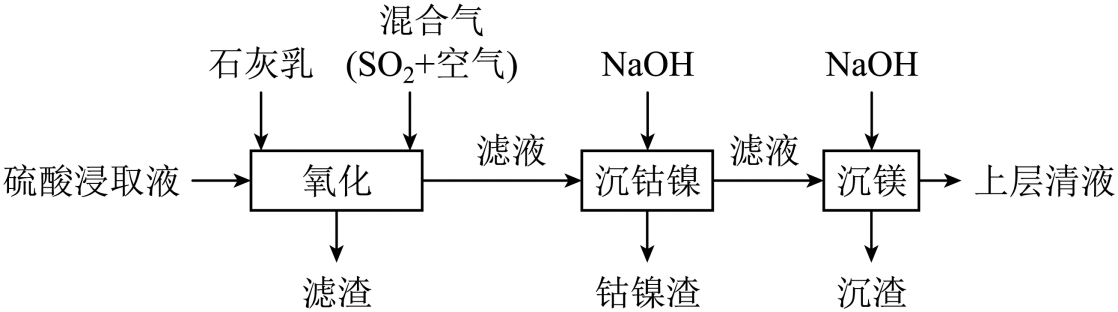 混合气
石灰乳
(SO₂+空气)
NaOH
NaOH
硫酸浸取液
氧化
滤液
沉钴镍
滤液
沉镁
上层清液
滤渣
钴镍渣
沉渣